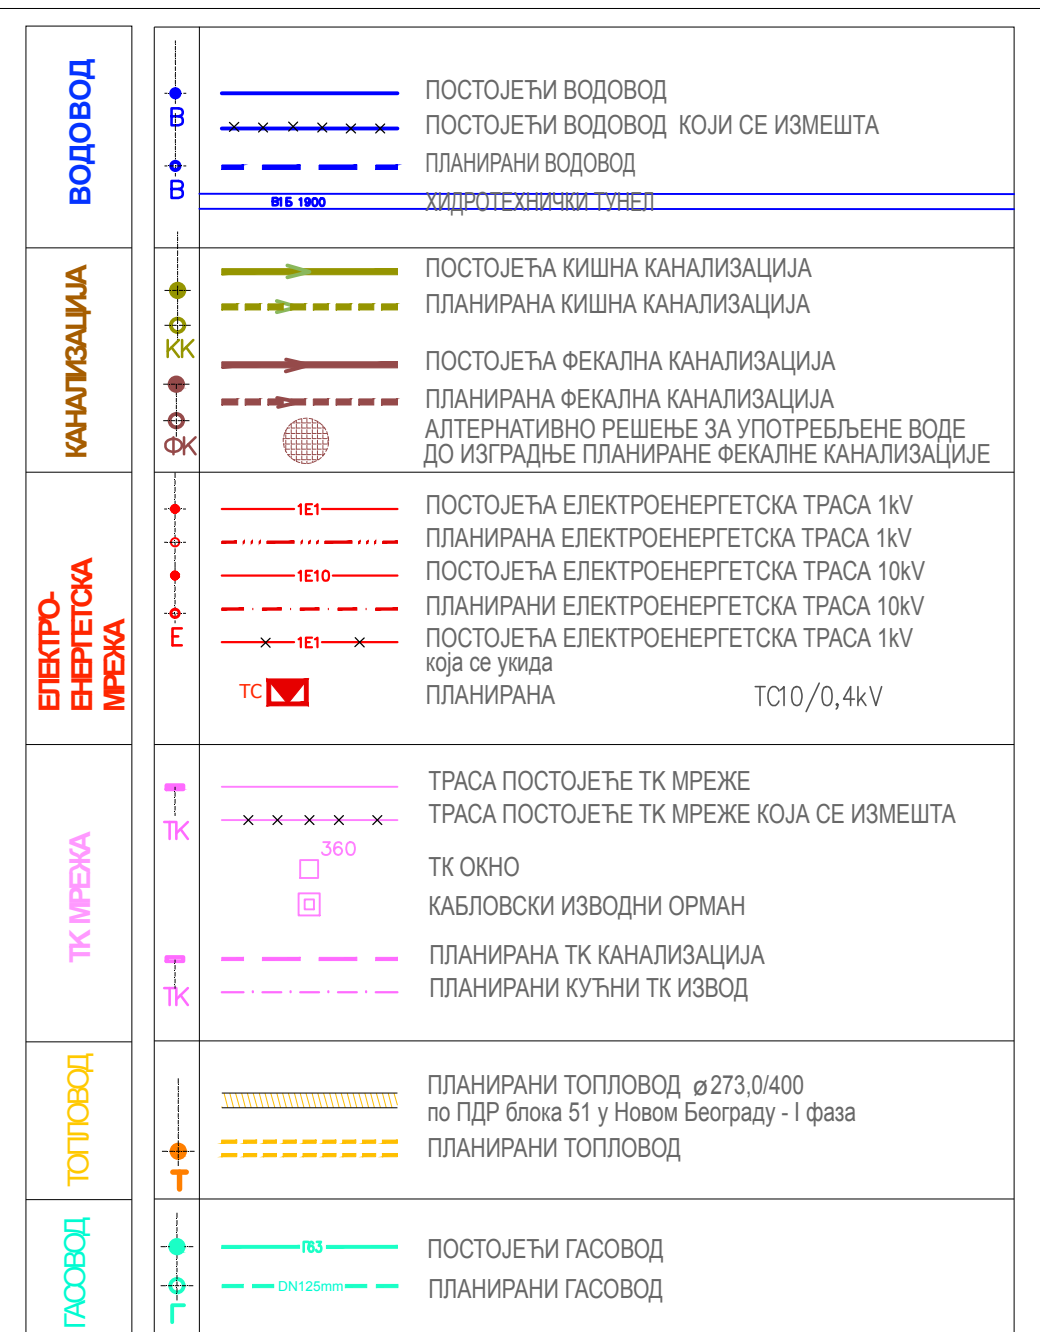 ВОДОВОД
В
В
ПОСТОЈЕЋИ ВОДОВОД
ПОСТОЈЕЋИ ВОДОВОД КОЈИ СЕ ИЗМЕШТА
ПЛАНИРАНИ ВОДОВОД
В1Б 1900 ХИДРОТЕХНИЧКИ ТУНЕЛ
КАНАЛИЗАЦИЈА
КК
ФК
ПОСТОЈЕЋА КИШНА КАНАЛИЗАЦИЈА
ПЛАНИРАНА КИШНА КАНАЛИЗАЦИЈА
ПОСТОЈЕЋА ФЕКАЛНА КАНАЛИЗАЦИЈА
ПЛАНИРАНА ФЕКАЛНА КАНАЛИЗАЦИЈА
АЛТЕРНАТИВНО РЕШЕЊЕ ЗА УПОТРЕБЉЕНЕ ВОДЕ
ДО ИЗГРАДЊЕ ПЛАНИРАНЕ ФЕКАЛНЕ КАНАЛИЗАЦИЈЕ
ЕЛЕКТРО-
ЕНЕРГЕТСКА
МРЕЖА
Е
1Е1 ПОСТОЈЕЋА ЕЛЕКТРОЕНЕРГЕТСКА ТРАСА 1kV
ПЛАНИРАНА ЕЛЕКТРОЕНЕРГЕТСКА ТРАСА 1kV
1Е10 ПОСТОЈЕЋА ЕЛЕКТРОЕНЕРГЕТСКА ТРАСА 10kV
ПЛАНИРАНИ ЕЛЕКТРОЕНЕРГЕТСКА ТРАСА 10kV
1Е1 ПОСТОЈЕЋА ЕЛЕКТРОЕНЕРГЕТСКА ТРАСА 1kV
која се укида
ТС ПЛАНИРАНА ТС10/0,4kV
ТК МРЕЖА
ТК
ТК
ТРАСА ПОСТОЈЕЋЕ ТК МРЕЖЕ
ТРАСА ПОСТОЈЕЋЕ ТК МРЕЖЕ КОЈА СЕ ИЗМЕШТА
360
ТК ОКНО
КАБЛОВСКИ ИЗВОДНИ ОРМАН
ПЛАНИРАНА ТК КАНАЛИЗАЦИЈА
ПЛАНИРАНИ КУЋНИ ТК ИЗВОД
ТОПЛОВОД
Т
ПЛАНИРАНИ ТОПЛОВОД ø273,0/400
по ПДР блока 51 у Новом Београду - I фаза
ПЛАНИРАНИ ТОПЛОВОД
ГАСОВОД
Г
Г63 ПОСТОЈЕЋИ ГАСОВОД
DN125mm ПЛАНИРАНИ ГАСОВОД